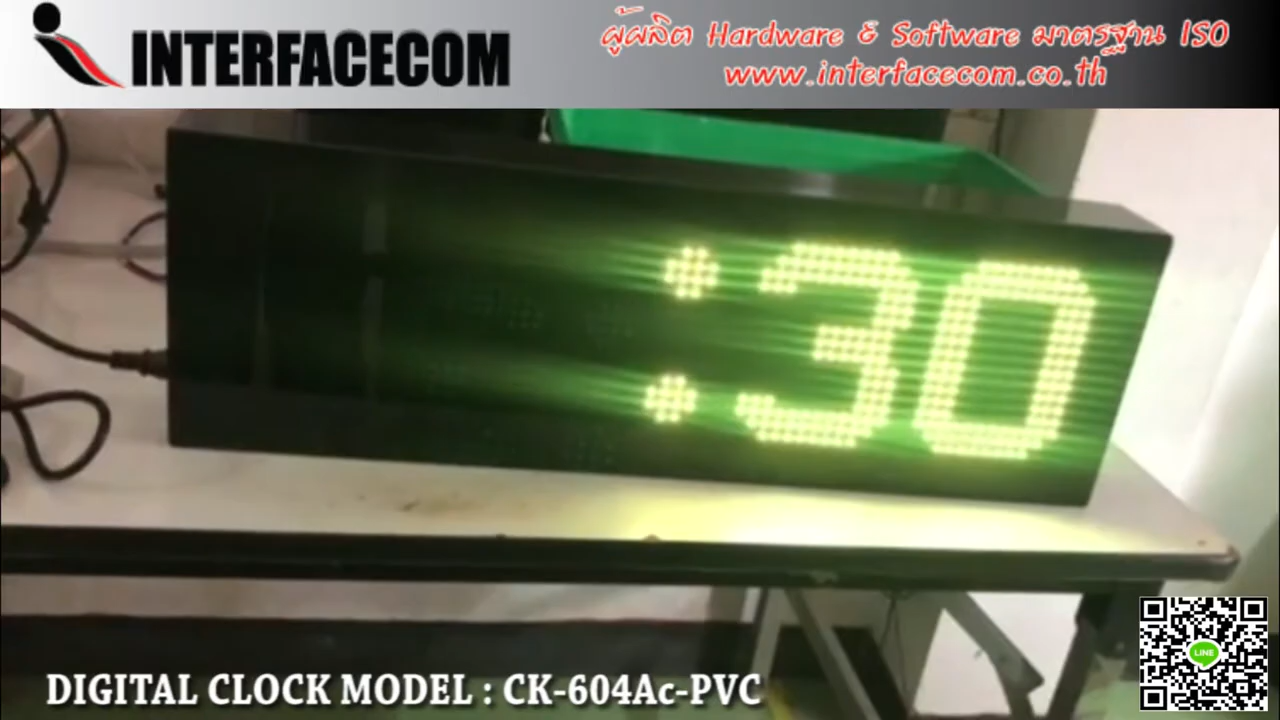 INTERFACECOM
ผู้ผลิต Hardware & Software มาตรฐาน ISO
www.interfacecom.co.th
:30
LINE
DIGITAL CLOCK MODEL : CK-604Ac-PVC